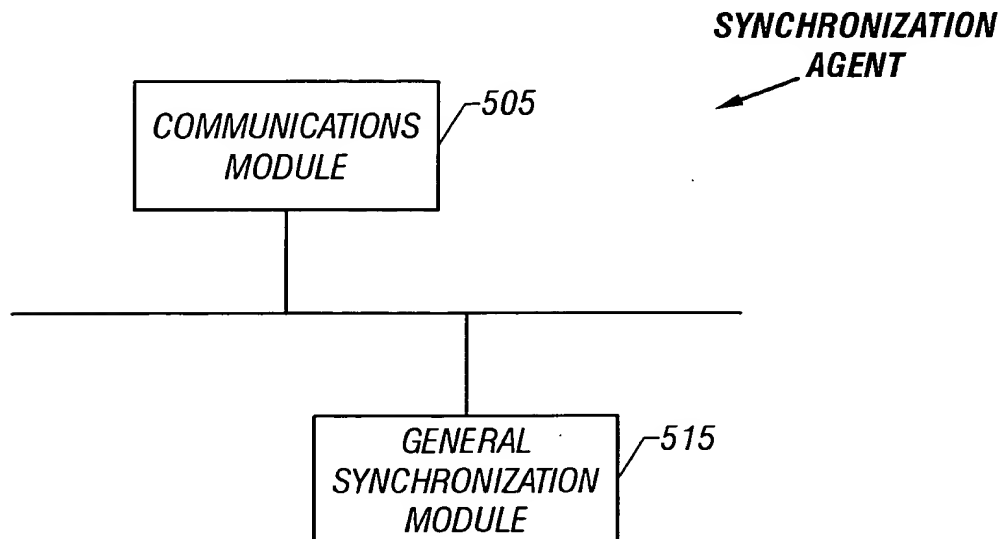 SYNCHRONIZATION
AGENT
COMMUNICATIONS
MODULE
505
GENERAL
SYNCHRONIZATION
MODULE
515